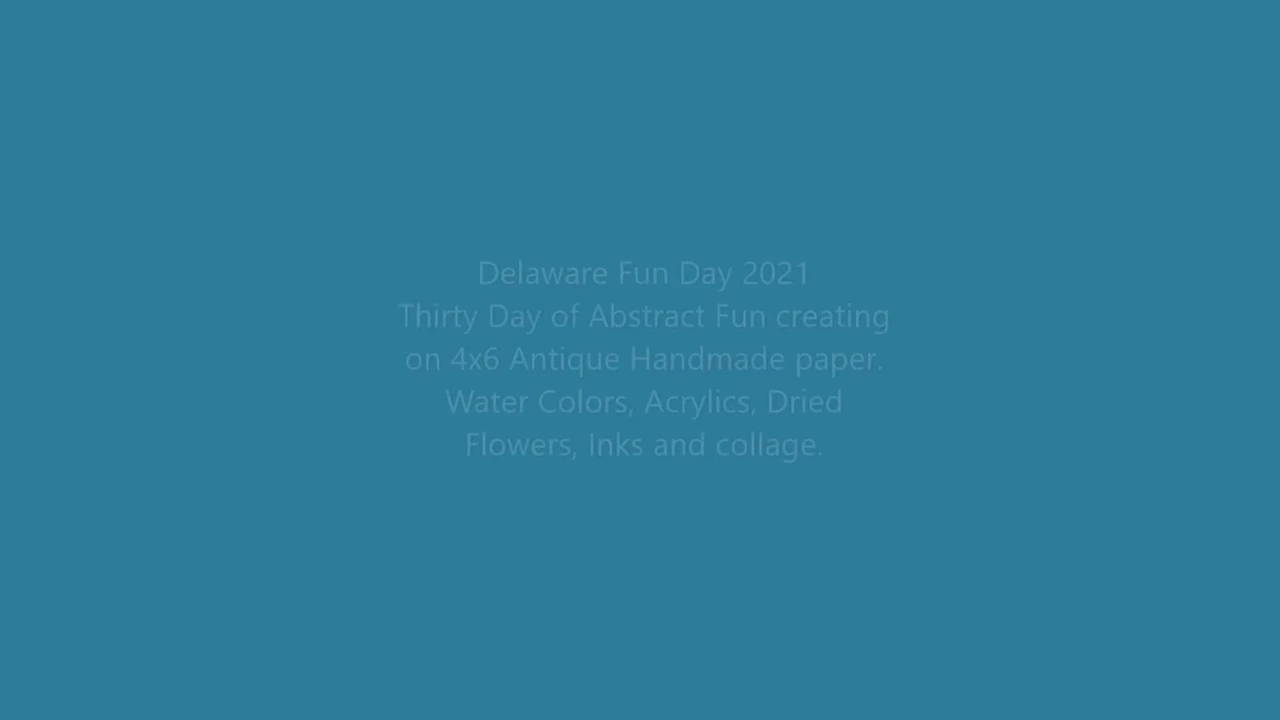 Delaware Fun Day 2021
Thirty Day of Abstract Fun creating
on 4x6 Antique Handmade paper.
Water Colors, Acrylics, Dried
Flowers, Inks and collage.